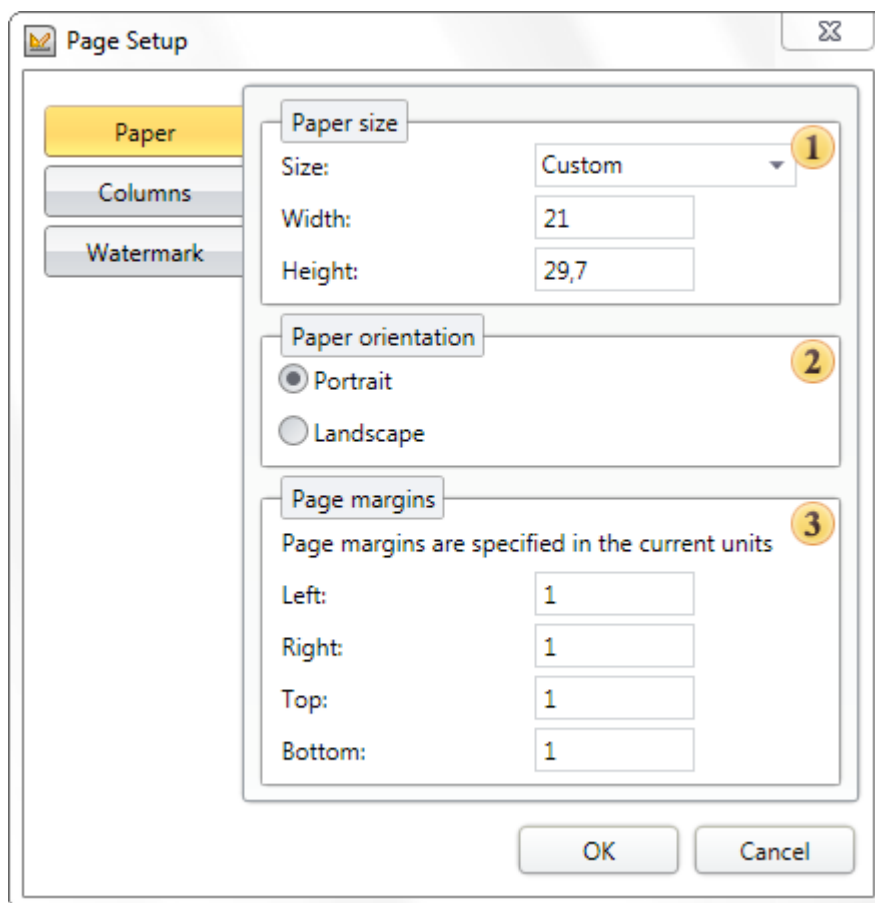 Page Setup
Paper
Columns
Watermark
Paper size
1
Size: Custom
Width: 21
Height: 29,7
Paper orientation
2
Portrait
Landscape
Page margins
3
Page margins are specified in the current units
Left: 1
Right: 1
Top: 1
Bottom: 1
OK Cancel